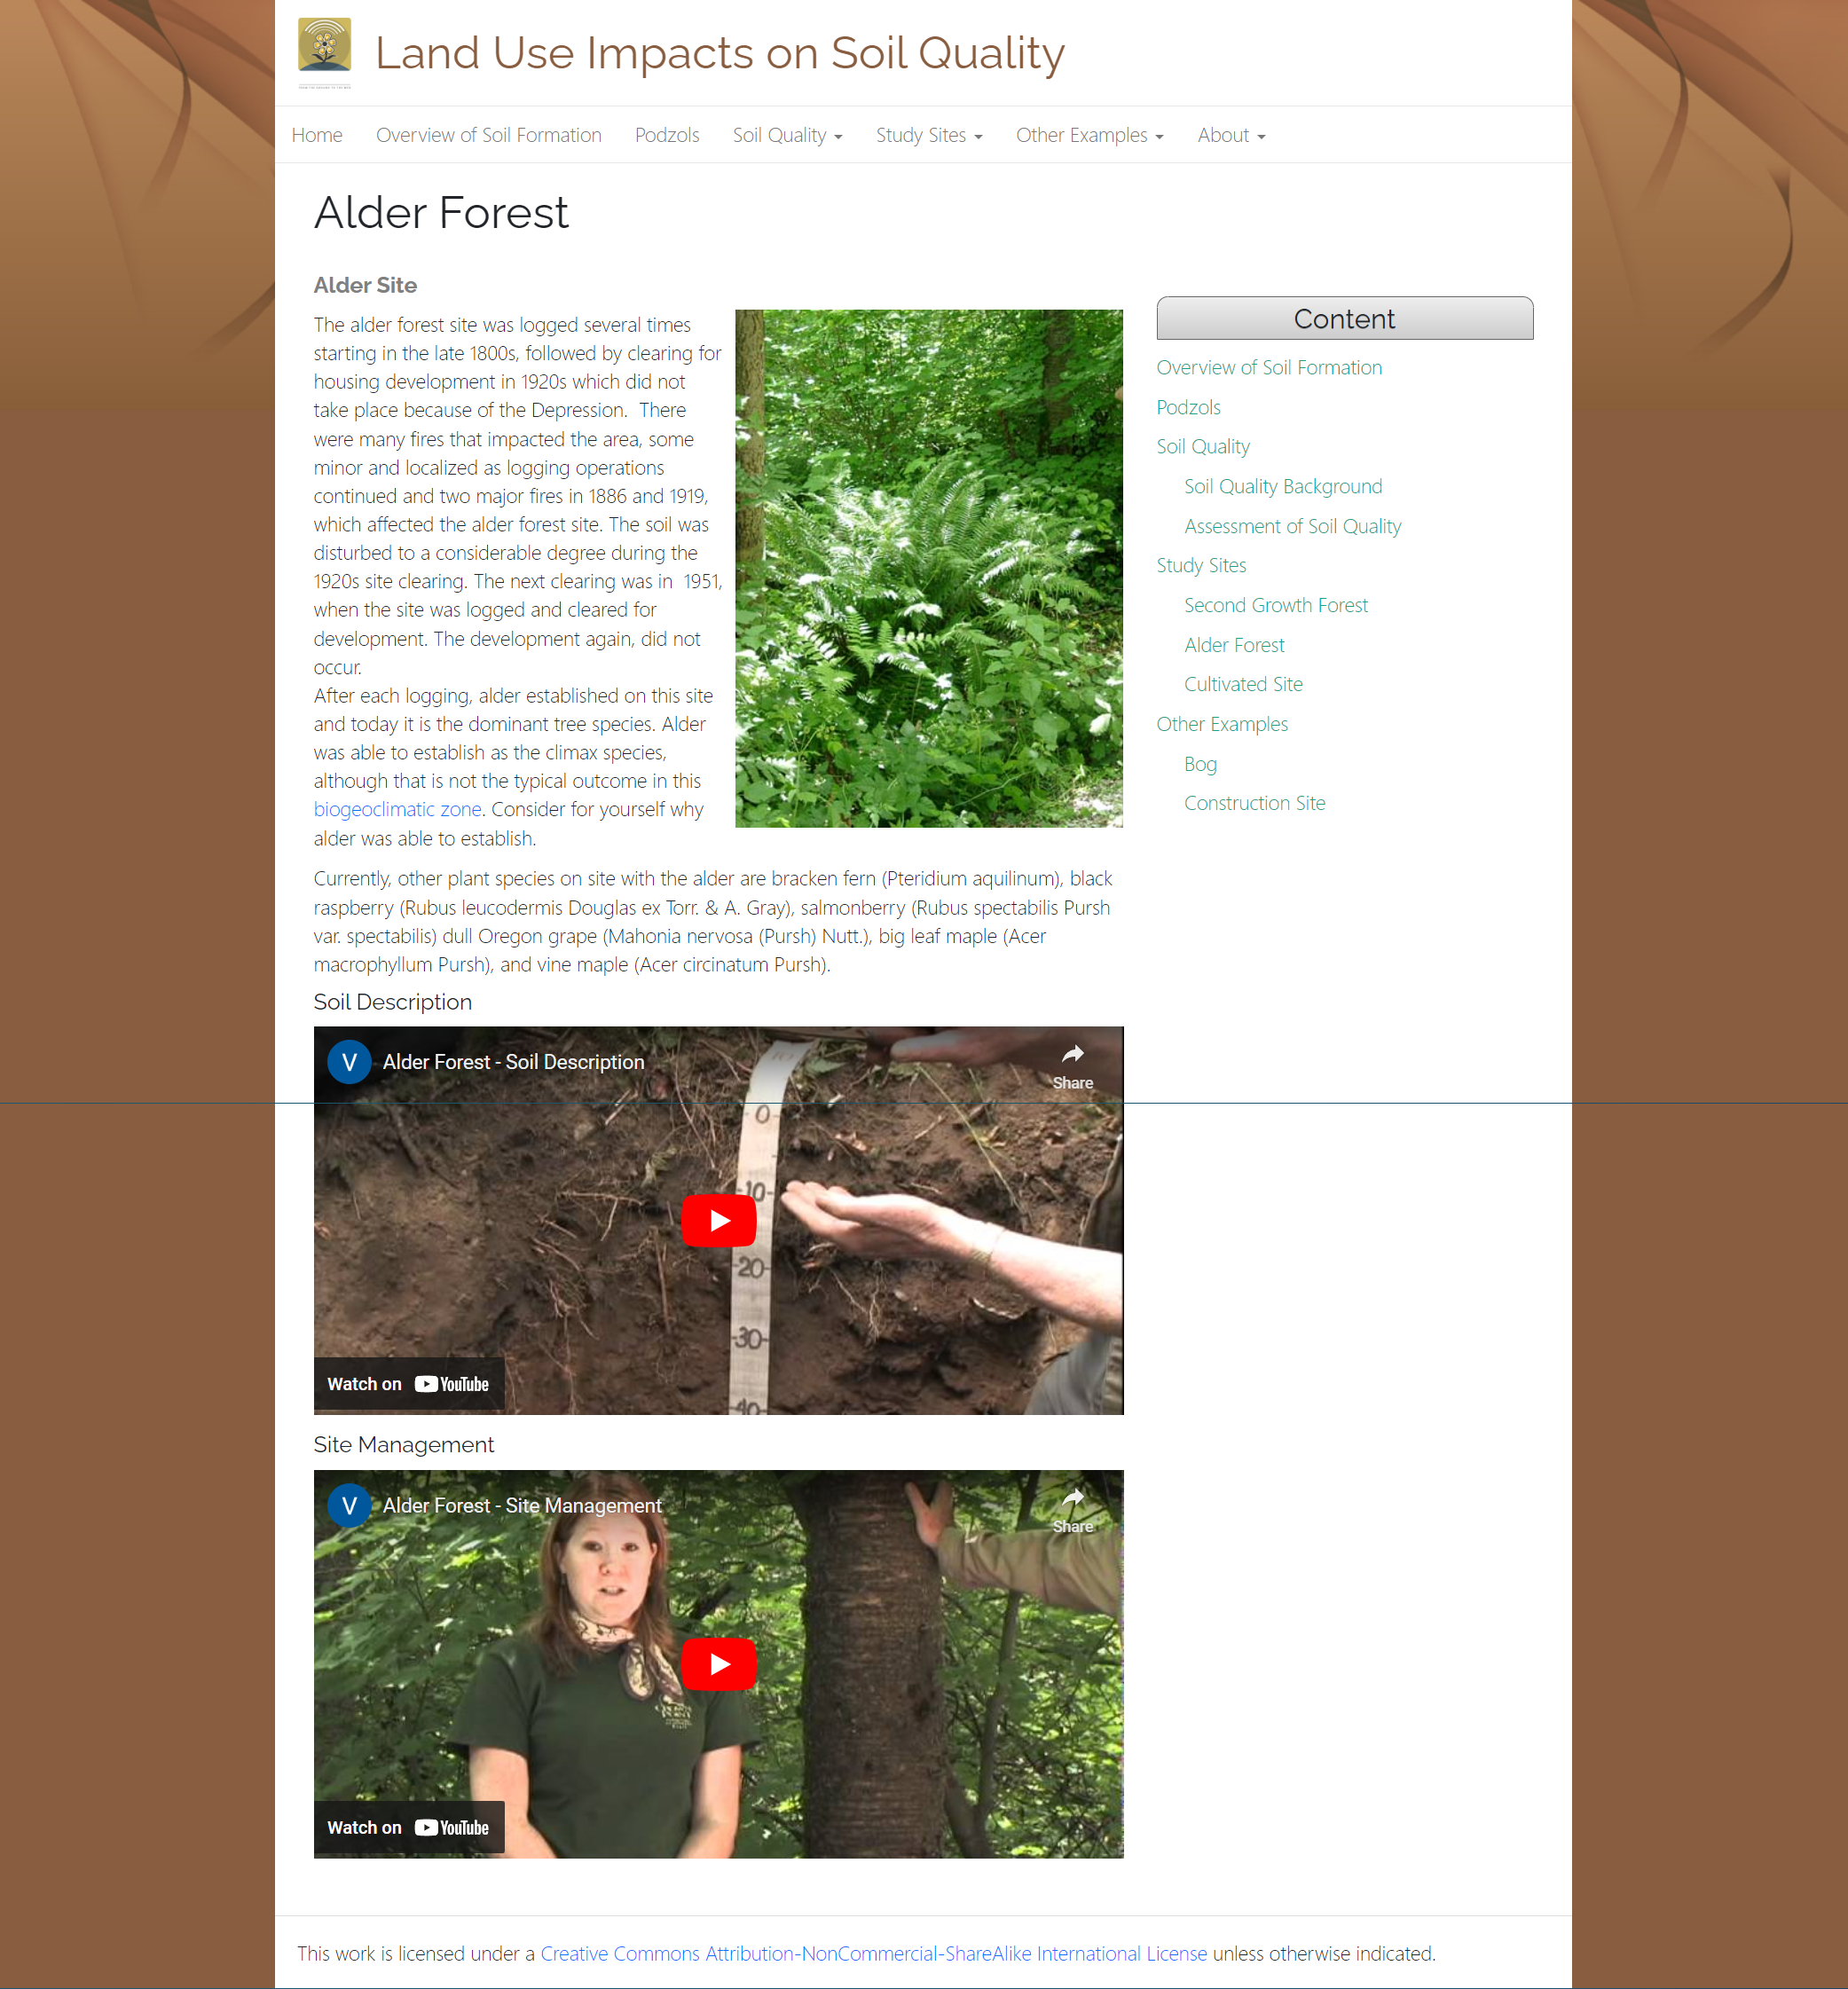 Land Use Impacts on Soil Quality
Home
Overview of Soil Formation
Podzols
Soil Quality
Study Sites
Other Examples
About
Alder Forest
Alder Site
The alder forest site was logged several times
starting in the late 1800s, followed by clearing for
housing development in 1920s which did not
take place because of the Depression.  There
were many fires that impacted the area, some
minor and localized as logging operations
continued and two major fires in 1886 and 1919,
which affected the alder forest site. The soil was
disturbed to a considerable degree during the
1920s site clearing. The next clearing was in  1951,
when the site was logged and cleared for
development. The development again, did not
occur.
After each logging, alder established on this site
and today it is the dominant tree species. Alder
was able to establish as the climax species,
although that is not the typical outcome in this
biogeoclimatic zone. Consider for yourself why
alder was able to establish.
Currently, other plant species on site with the alder are bracken fern (Pteridium aquilinum), black
raspberry (Rubus leucodermis Douglas ex Torr. & A. Gray), salmonberry (Rubus spectabilis Pursh
var. spectabilis) dull Oregon grape (Mahonia nervosa (Pursh) Nutt.), big leaf maple (Acer
macrophyllum Pursh), and vine maple (Acer circinatum Pursh).
Soil Description
V
Alder Forest - Soil Description
Share
0
10
20
30
40
Watch on YouTube
Site Management
V
Alder Forest - Site Management
Share
Watch on YouTube
Content
Overview of Soil Formation
Podzols
Soil Quality
Soil Quality Background
Assessment of Soil Quality
Study Sites
Second Growth Forest
Alder Forest
Cultivated Site
Other Examples
Bog
Construction Site
This work is licensed under a Creative Commons Attribution-NonCommercial-ShareAlike International License unless otherwise indicated.